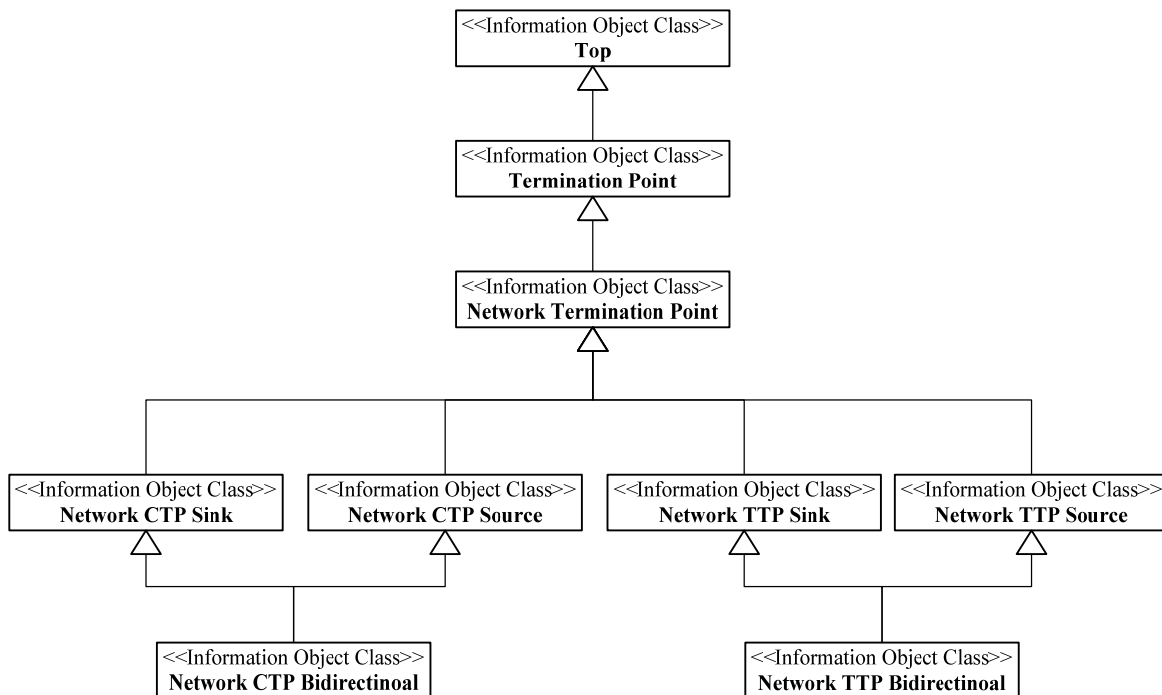 <<Information Object Class>>
Top
<<Information Object Class>>
Termination Point
<<Information Object Class>>
Network Termination Point
<<Information Object Class>>
Network CTP Sink
<<Information Object Class>>
Network CTP Source
<<Information Object Class>>
Network TTP Sink
<<Information Object Class>>
Network TTP Source
<<Information Object Class>>
Network CTP Bidirectinoal
<<Information Object Class>>
Network TTP Bidirectinoal